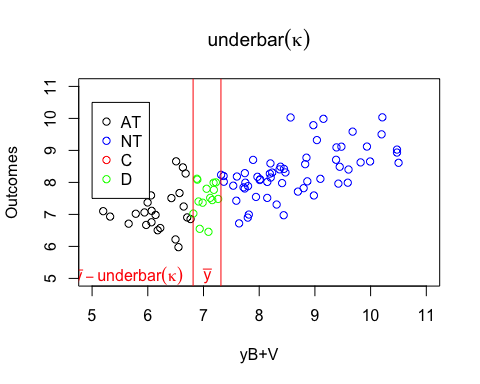 underbar(κ)
Outcomes
11
10
9
8
7
6
5
AT
NT
C
D
ȳ − underbar(κ)
ȳ
5 6 7 8 9 10 11
yB+V